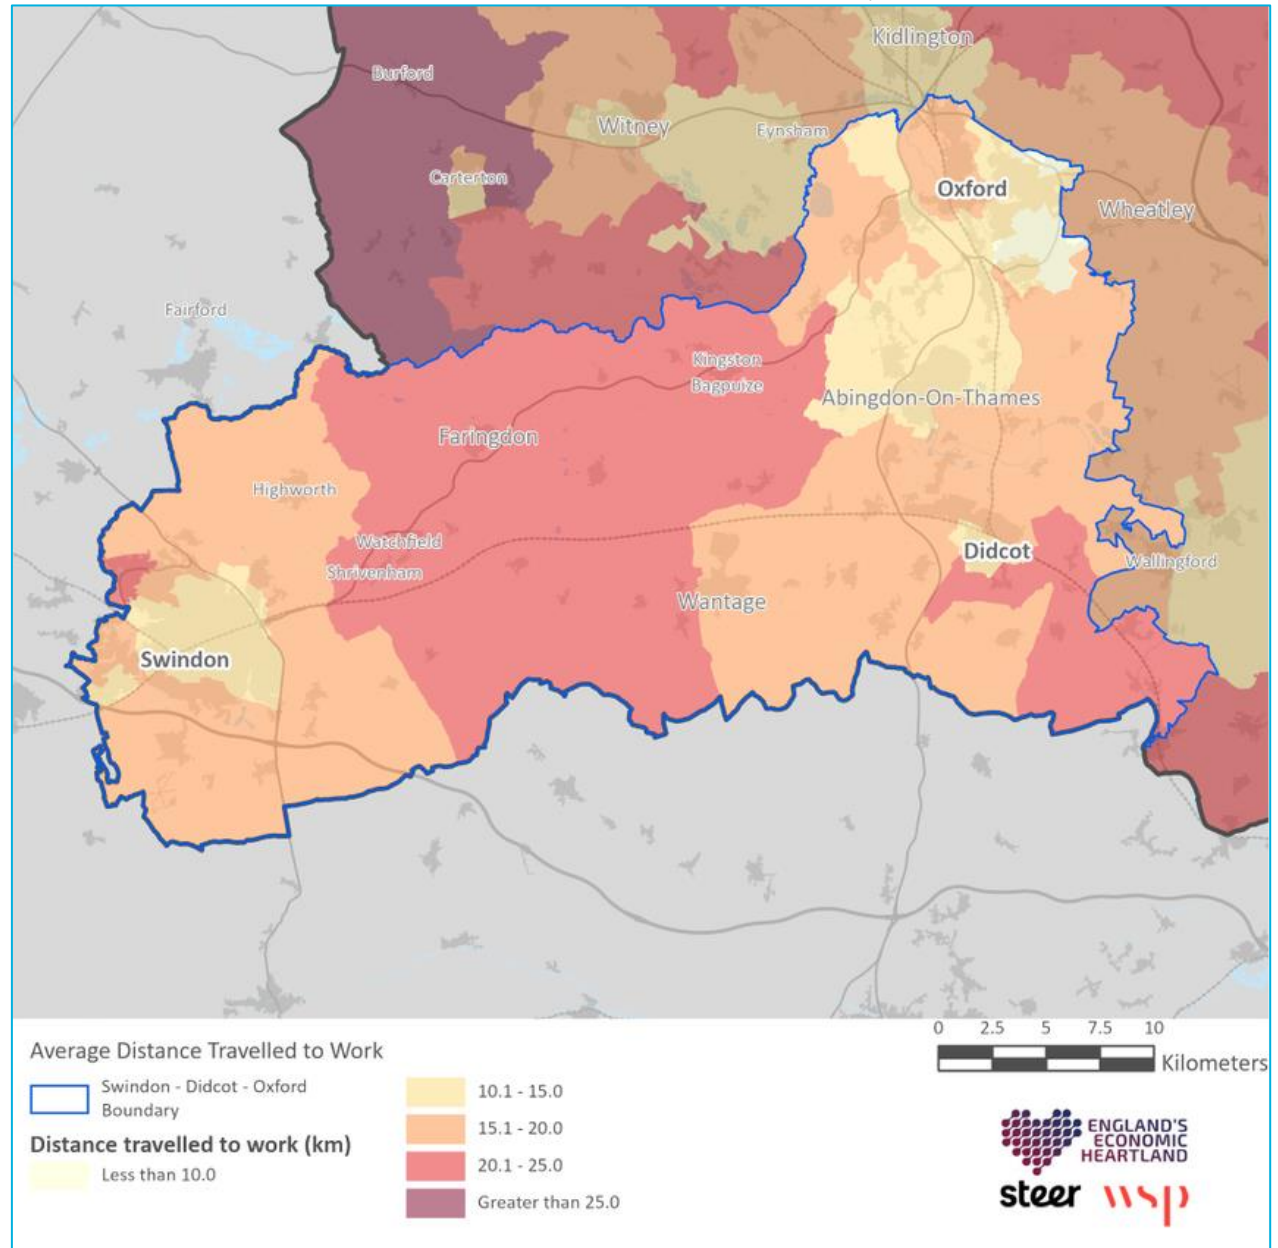 Kidlington
Burford
Witney
Eynsham
Carterton
Oxford
Wheatley
Fairford
Kingston
Bagpuize
Abingdon-On-Thames
Faringdon
Highworth
Watchfield
Shrivenham
Didcot
Wallingford
Wantage
Swindon
0 2.5 5 7.5 10
Kilometers
Average Distance Travelled to Work
Swindon - Didcot - Oxford
Boundary
Distance travelled to work (km)
Less than 10.0
10.1 - 15.0
15.1 - 20.0
20.1 - 25.0
Greater than 25.0
ENGLAND'S
ECONOMIC
HEARTLAND
steer wsp